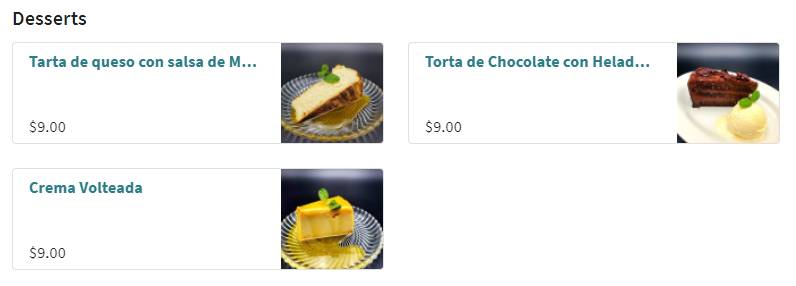 Desserts
Tarta de queso con salsa de M...
$9.00
Torta de Chocolate con Helad...
$9.00
Crema Volteada
$9.00